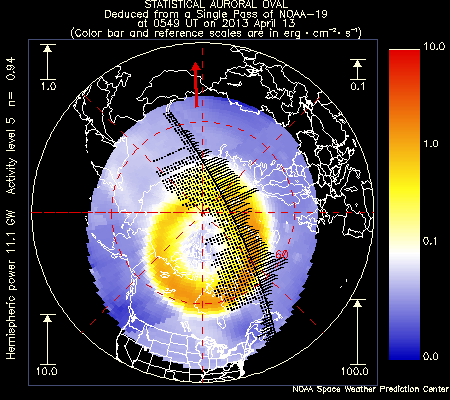 STATISTICAL AURORAL OVAL
Deduced from a Single Pass of NOAA-19
at 0549 UT on 2013 April 13
(Color bar and reference scales are in erg · cm⁻² · s⁻¹)
1.0
0.1
10.0
1.0
0.1
0.0
Hemispheric power 11.1 GW Activity level 5 n= 0.94
60
10.0
100.0
NOAA Space Weather Prediction Center